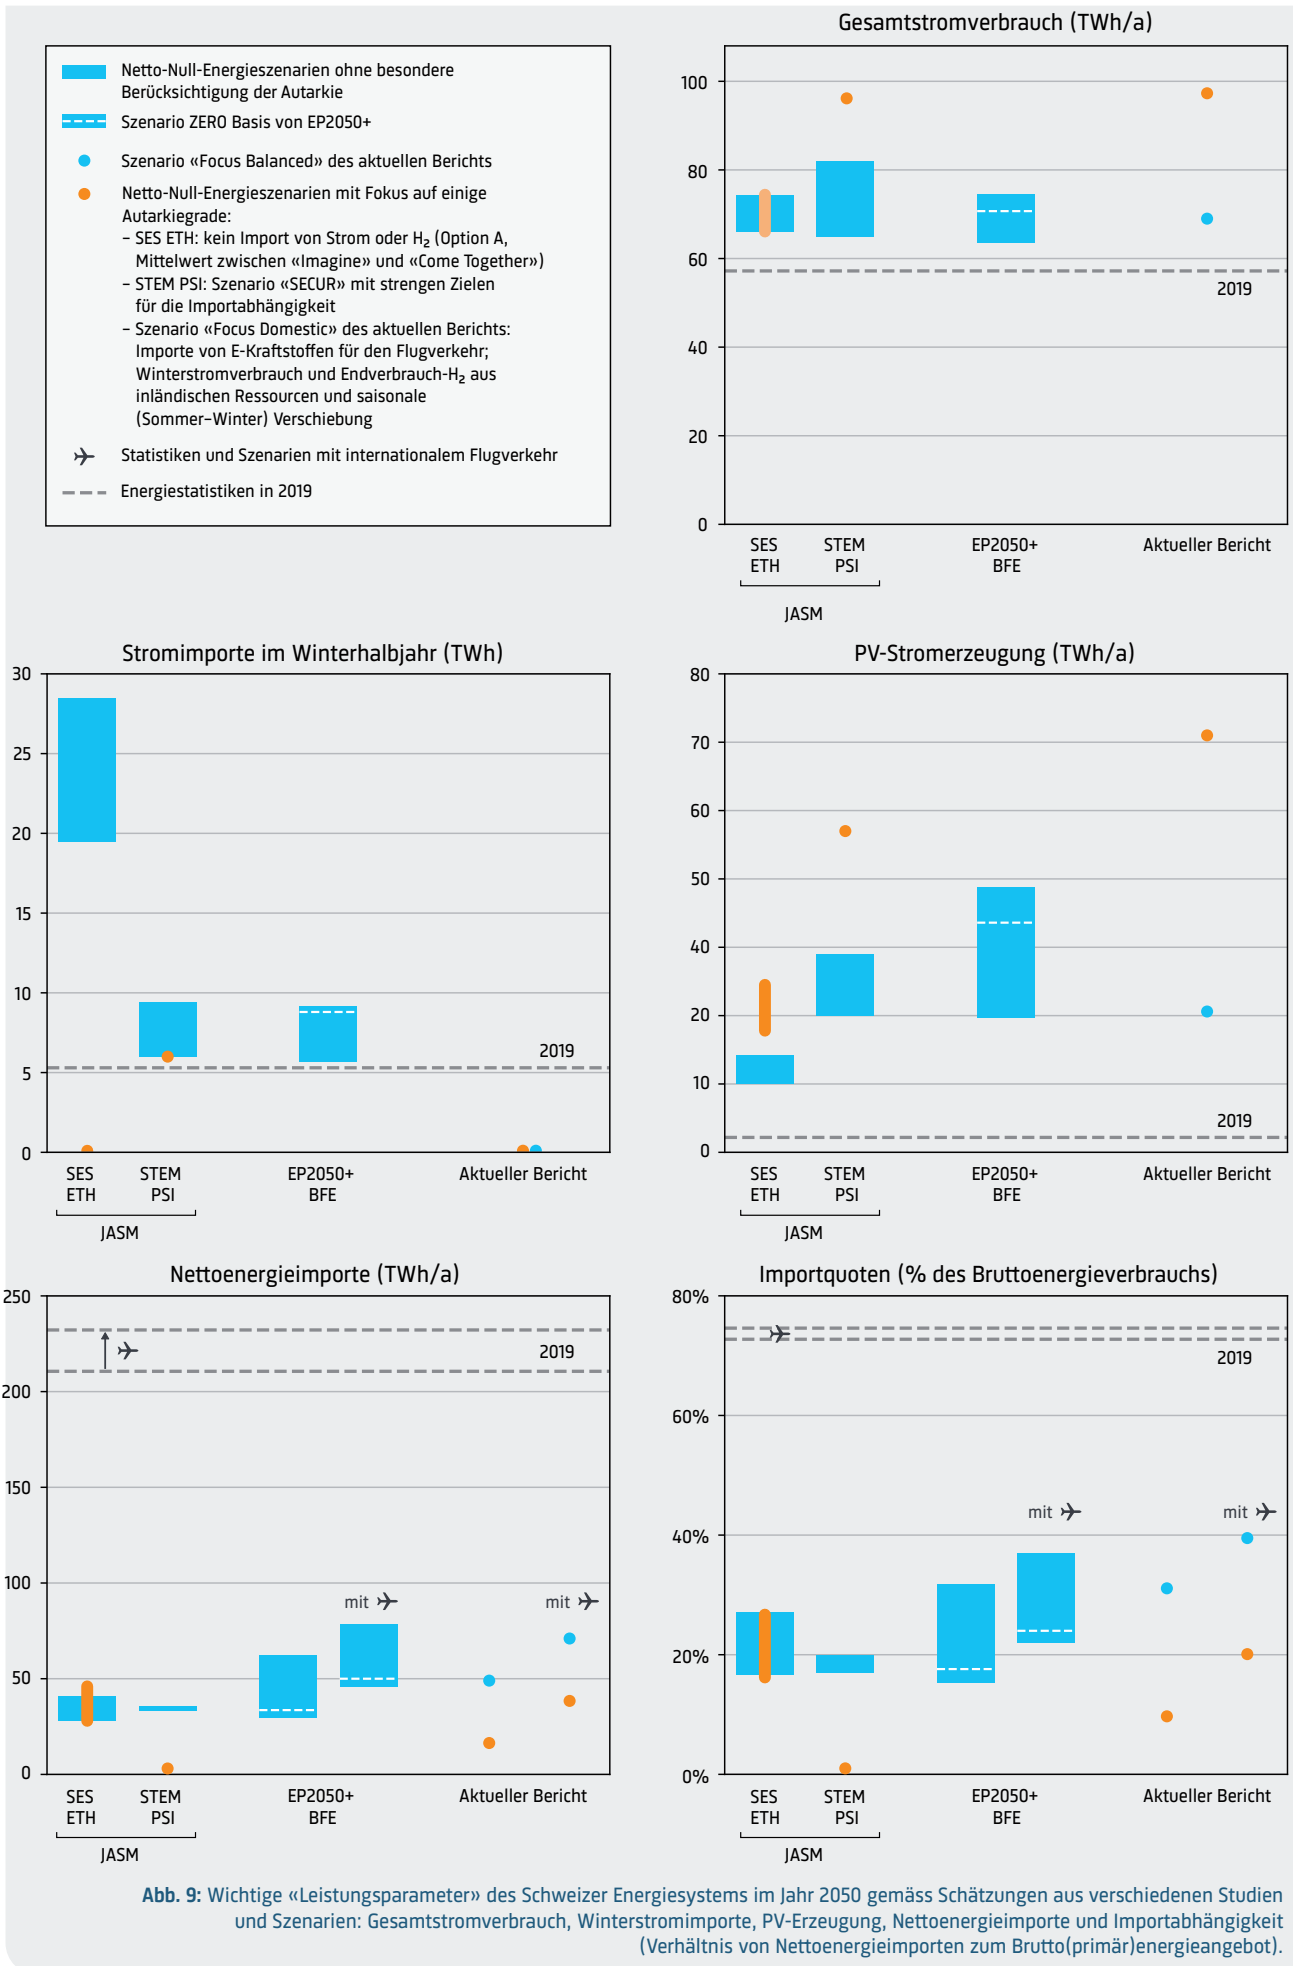 Netto-Null-Energieszenarien ohne besondere
Berücksichtigung der Autarkie
Szenario ZERO Basis von EP2050+
Szenario «Focus Balanced» des aktuellen Berichts
Netto-Null-Energieszenarien mit Fokus auf einige
Autarkiegrade:
– SES ETH: kein Import von Strom oder H₂ (Option A,
Mittelwert zwischen «Imagine» und «Come Together»)
– STEM PSI: Szenario «SECUR» mit strengen Zielen
für die Importabhängigkeit
– Szenario «Focus Domestic» des aktuellen Berichts:
Importe von E-Kraftstoffen für den Flugverkehr;
Winterstromverbrauch und Endverbrauch-H₂ aus
inländischen Ressourcen und saisonale
(Sommer–Winter) Verschiebung
Statistiken und Szenarien mit internationalem Flugverkehr
Energiestatistiken in 2019
Gesamtstromverbrauch (TWh/a)
100
80
60
2019
40
20
0
SES STEM EP2050+ Aktueller Bericht
ETH PSI BFE
JASM
Stromimporte im Winterhalbjahr (TWh)
30
25
20
15
10
2019
5
0
SES STEM EP2050+ Aktueller Bericht
ETH PSI BFE
JASM
PV-Stromerzeugung (TWh/a)
80
70
60
50
40
20
10
2019
0
SES STEM EP2050+ Aktueller Bericht
ETH PSI BFE
JASM
Nettoenergieimporte (TWh/a)
250
2019
200
150
100
mit mit
50
0
SES STEM EP2050+ Aktueller Bericht
ETH PSI BFE
JASM
Importquoten (% des Bruttoenergieverbrauchs)
80%
2019
60%
mit mit
40%
20%
0%
SES STEM EP2050+ Aktueller Bericht
ETH PSI BFE
JASM
Abb. 9: Wichtige «Leistungsparameter» des Schweizer Energiesystems im Jahr 2050 gemäss Schätzungen aus verschiedenen Studien
und Szenarien: Gesamtstromverbrauch, Winterstromimporte, PV-Erzeugung, Nettoenergieimporte und Importabhängigkeit
(Verhältnis von Nettoenergieimporten zum Brutto(primär)energieangebot).